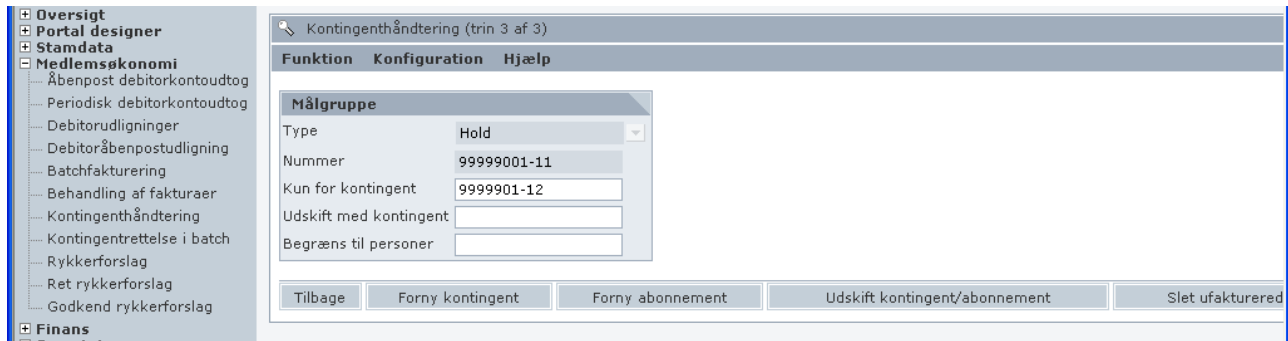 Oversigt
Portal designer
Stamdata
Medlemsøkonomi
Åbenpost debitorkontoudtog
Periodisk debitorkontoudtog
Debitorudligninger
Debitoråbenpostudligning
Batchfakturering
Behandling af fakturaer
Kontingenthåndtering
Kontingentrettelse i batch
Rykkerforslag
Ret rykkerforslag
Godkend rykkerforslag
Finans
Kontingenthåndtering (trin 3 af 3)
Funktion Konfiguration Hjælp
Målgruppe
Type Hold
Nummer 99999001-11
Kun for kontingent 9999901-12
Udskift med kontingent
Begræns til personer
Tilbage Forny kontingent Forny abonnement Udskift kontingent/abonnement Slet ufakturered